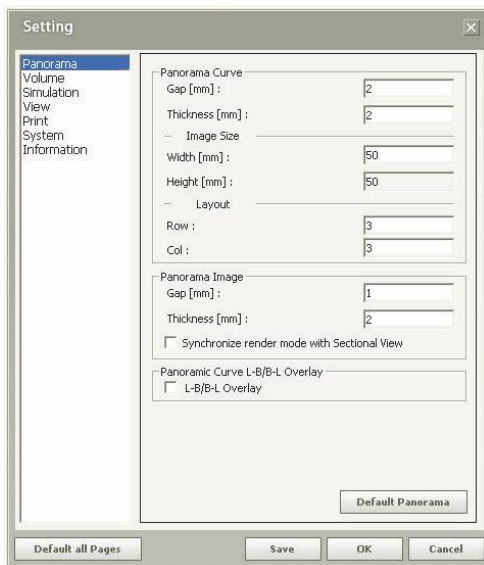 Setting
Panorama
Volume
Simulation
View
Print
System
Information
Panorama Curve
Gap [mm] : 2
Thickness [mm] : 2
Image Size
Width [mm] : 50
Height [mm] : 50
Layout
Row : 3
Col : 3
Panorama Image
Gap [mm] : 1
Thickness [mm] : 2
Synchronize render mode with Sectional View
Panoramic Curve L-B/B-L Overlay
L-B/B-L Overlay
Default Panorama
Default all Pages Save OK Cancel